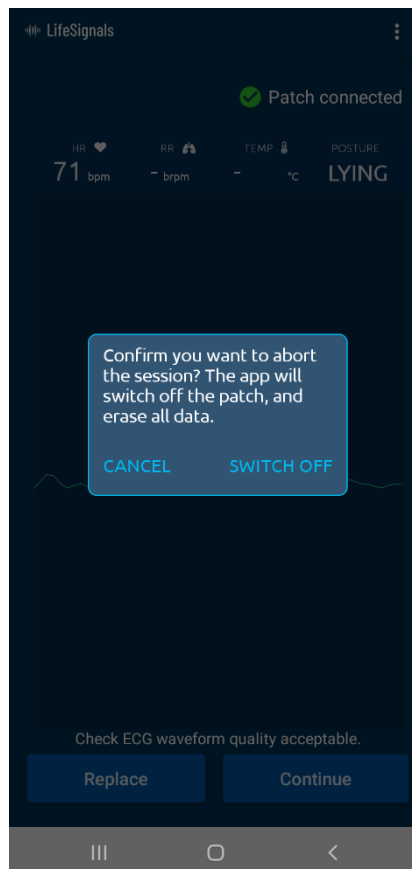 LifeSignals
Patch connected
HR RR TEMP POSTURE
71 bpm - brpm - °C LYING
Confirm you want to abort
the session? The app will
switch off the patch, and
erase all data.
CANCEL SWITCH OFF
Check ECG waveform quality acceptable.
Replace Continue